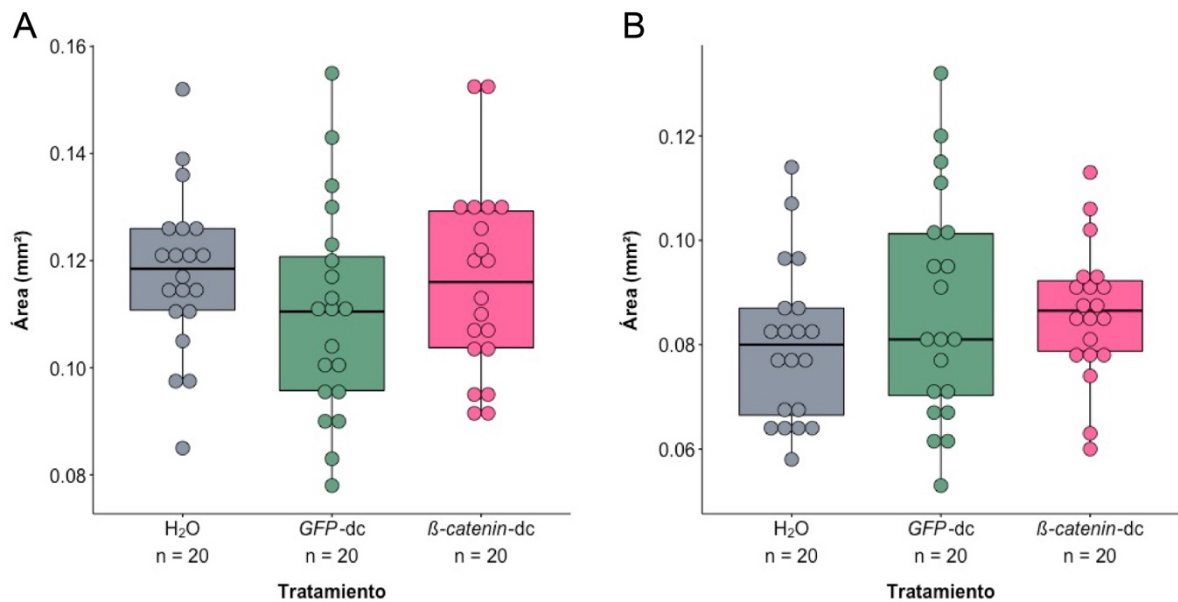 A
Área (mm²)
0.16
0.14
0.12
0.10
0.08
H₂O
GFP-dc
ß-catenin-dc
n = 20
n = 20
n = 20
Tratamiento
B
Área (mm²)
0.12
0.10
0.08
0.06
H₂O
GFP-dc
ß-catenin-dc
n = 20
n = 20
n = 20
Tratamiento